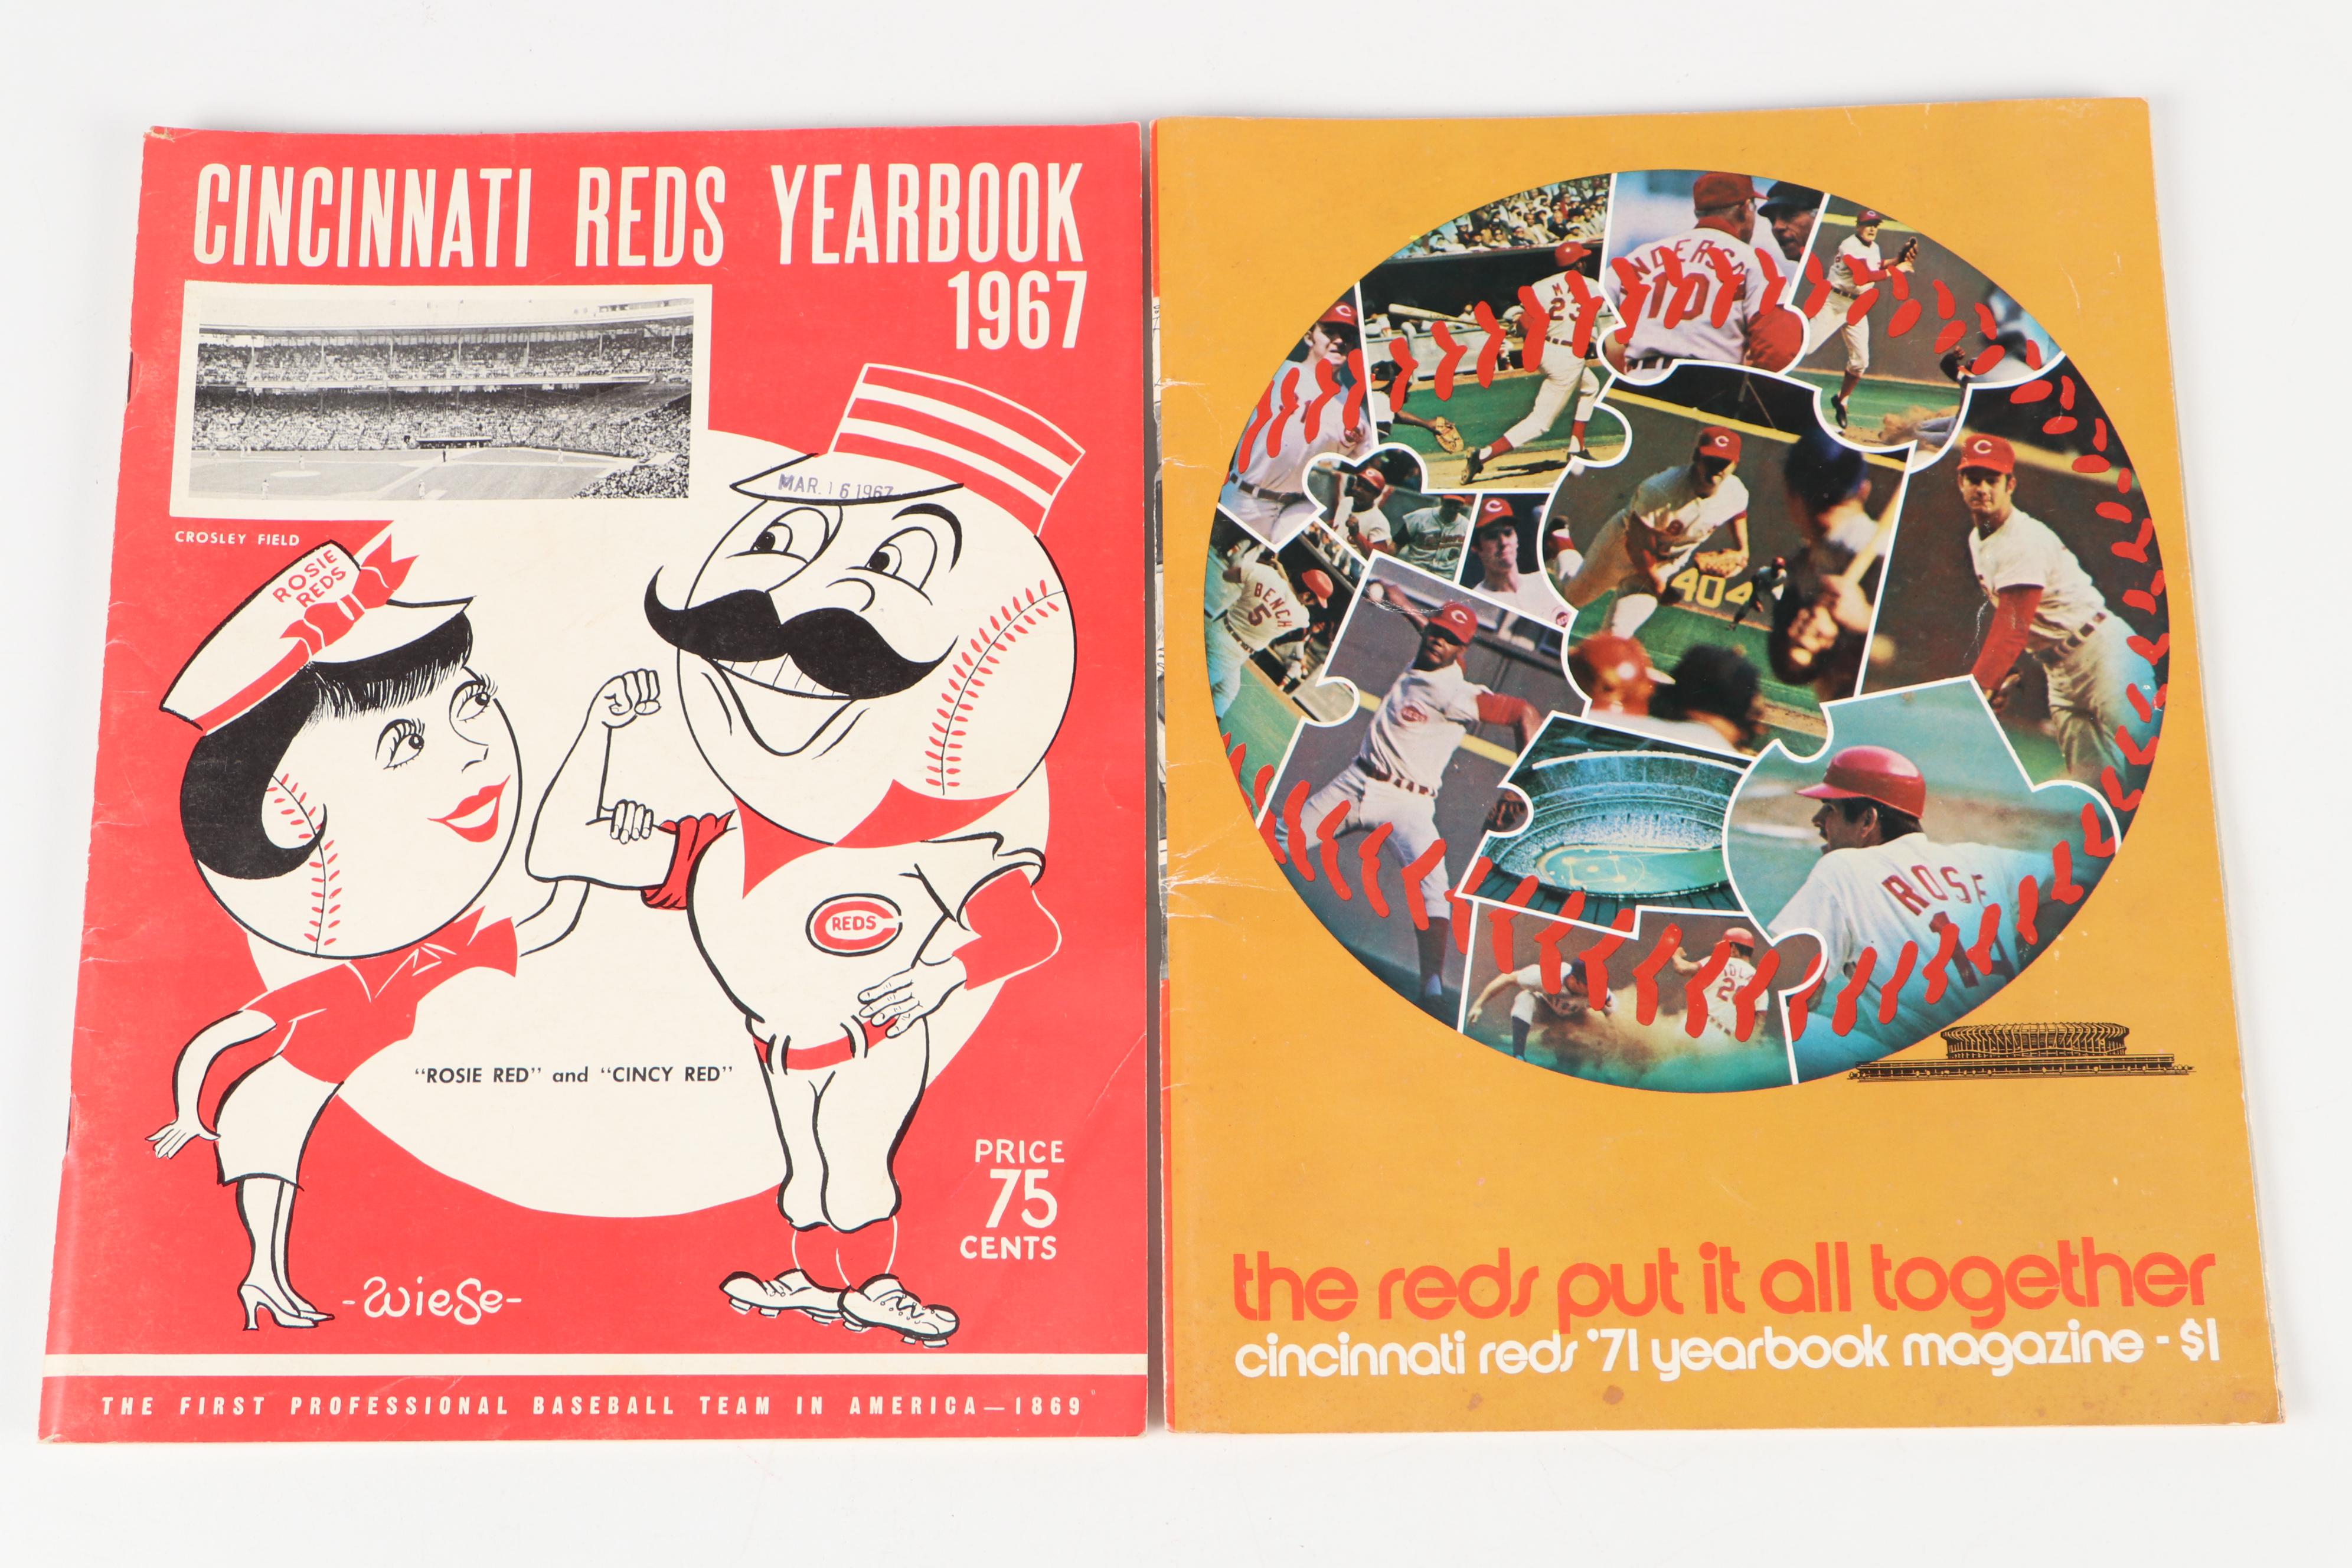 CINCINNATI REDS YEARBOOK
1967
CROSLEY FIELD
MAR. 16 1967
ROSIE
REDS
REDS
"ROSIE RED" and "CINCY RED"
PRICE
75
CENTS
-Wiese-
THE FIRST PROFESSIONAL BASEBALL TEAM IN AMERICA—1869
23
10
C
C
C
C
404
BENCH
5
ROSE
the reds put it all together
cincinnati reds '71 yearbook magazine - $1